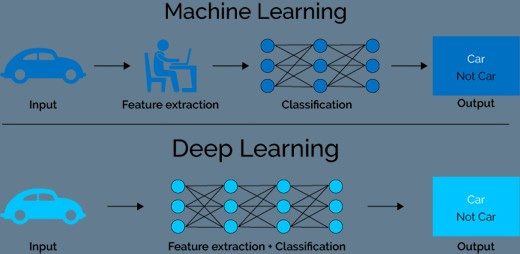 Machine Learning
Car
Not Car
Input
Feature extraction
Classification
Output
Deep Learning
Car
Not Car
Input
Feature extraction + Classification
Output